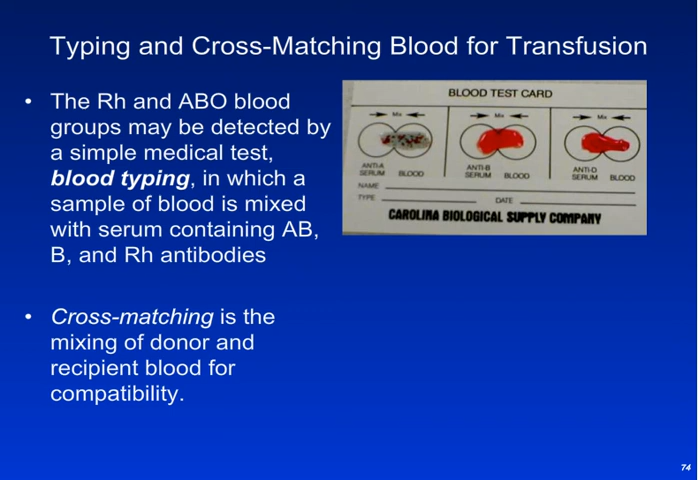 Typing and Cross-Matching Blood for Transfusion
• The Rh and ABO blood
groups may be detected by
a simple medical test,
blood typing, in which a
sample of blood is mixed
with serum containing AB,
B, and Rh antibodies
• Cross-matching is the
mixing of donor and
recipient blood for
compatibility.
BLOOD TEST CARD
Mix Mix Mix
ANTI-A ANTI-B ANTI-D
SERUM BLOOD SERUM BLOOD SERUM BLOOD
NAME
TYPE DATE
CAROLINA BIOLOGICAL SUPPLY COMPANY
74